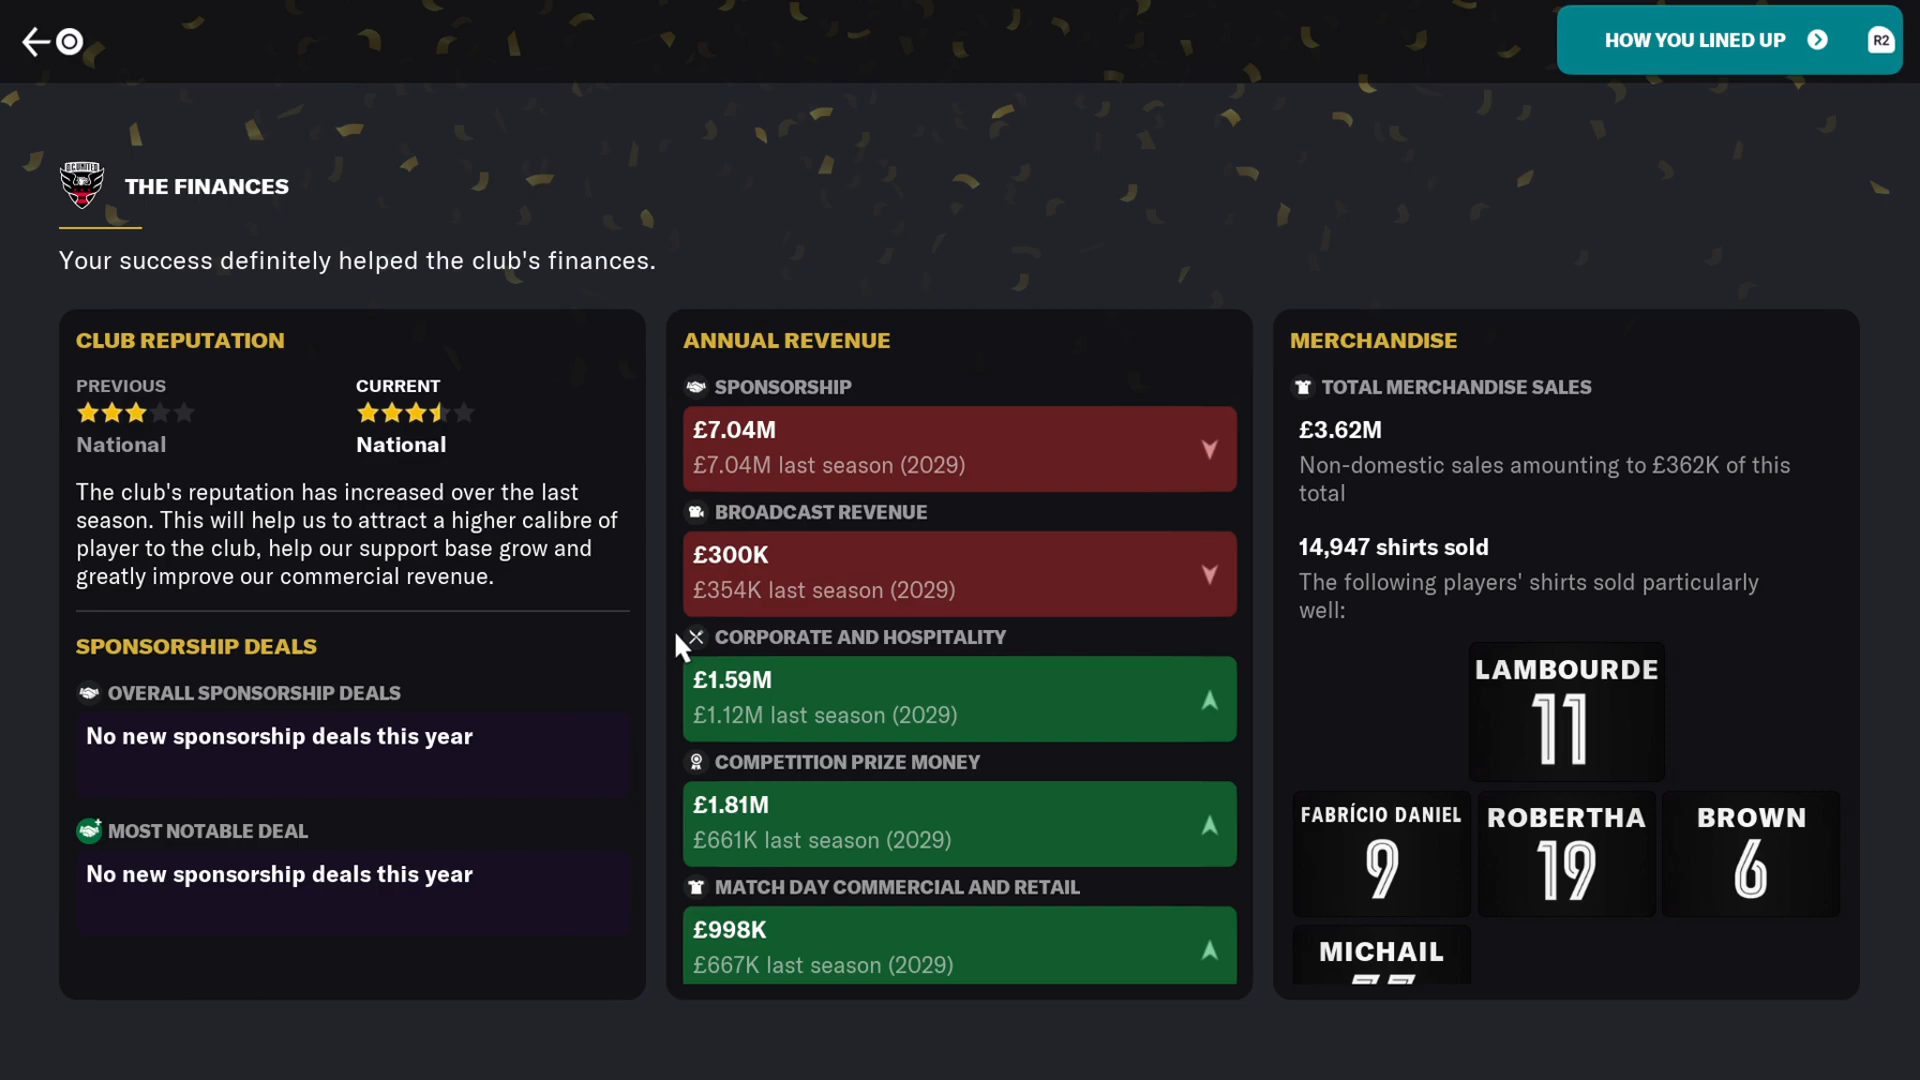 HOW YOU LINED UP
R2
D.C.UNITED
THE FINANCES
Your success definitely helped the club's finances.
CLUB REPUTATION
PREVIOUS
CURRENT
National
National
The club's reputation has increased over the last
season. This will help us to attract a higher calibre of
player to the club, help our support base grow and
greatly improve our commercial revenue.
SPONSORSHIP DEALS
OVERALL SPONSORSHIP DEALS
No new sponsorship deals this year
MOST NOTABLE DEAL
No new sponsorship deals this year
ANNUAL REVENUE
SPONSORSHIP
£7.04M
£7.04M last season (2029)
BROADCAST REVENUE
£300K
£354K last season (2029)
CORPORATE AND HOSPITALITY
£1.59M
£1.12M last season (2029)
COMPETITION PRIZE MONEY
£1.81M
£661K last season (2029)
MATCH DAY COMMERCIAL AND RETAIL
£998K
£667K last season (2029)
MERCHANDISE
TOTAL MERCHANDISE SALES
£3.62M
Non-domestic sales amounting to £362K of this
total
14,947 shirts sold
The following players' shirts sold particularly
well:
LAMBOURDE
11
FABRÍCIO DANIEL
9
ROBERTHA
19
BROWN
6
MICHAIL